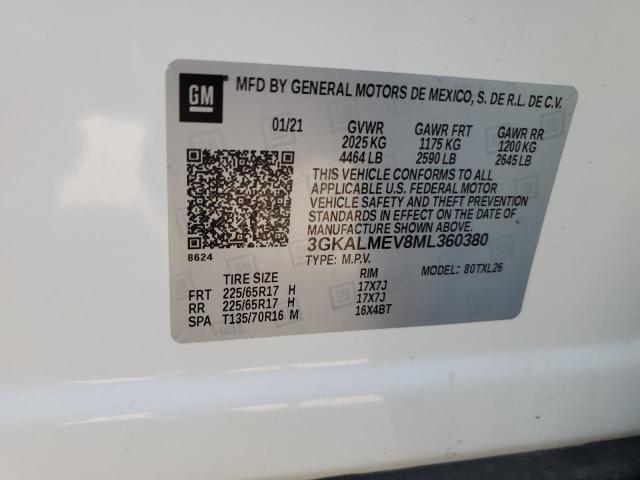 GM
MFD BY GENERAL MOTORS DE MEXICO, S. DE R.L. DE C.V.
01/21 GVWR GAWR FRT GAWR RR
2025 KG 1175 KG 1200 KG
4464 LB 2590 LB 2645 LB
THIS VEHICLE CONFORMS TO ALL
APPLICABLE U.S. FEDERAL MOTOR
VEHICLE SAFETY AND THEFT PREVENTION
STANDARDS IN EFFECT ON THE DATE OF
MANUFACTURE SHOWN ABOVE.
3GKALMEV8ML360380
8624
TYPE: M.P.V. MODEL: 80TXL26
TIRE SIZE RIM
FRT 225/65R17 H 17X7J
RR 225/65R17 H 17X7J
SPA T135/70R16 M 16X4BT